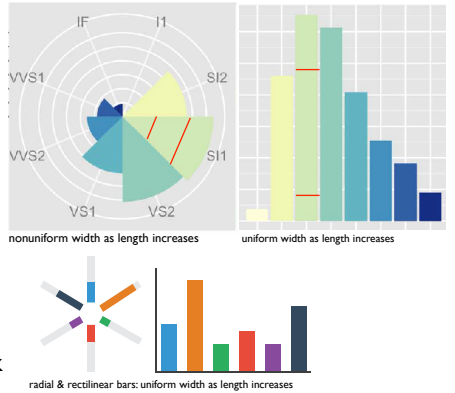 IF
I1
VVS1
SI2
VVS2
SI1
VS1
VS2
nonuniform width as length increases
uniform width as length increases
radial & rectilinear bars: uniform width as length increases